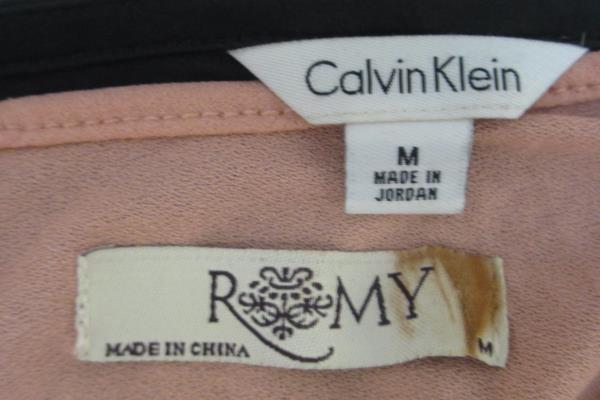 Calvin Klein
M
MADE IN
JORDAN
ROMY
MADE IN CHINA
M